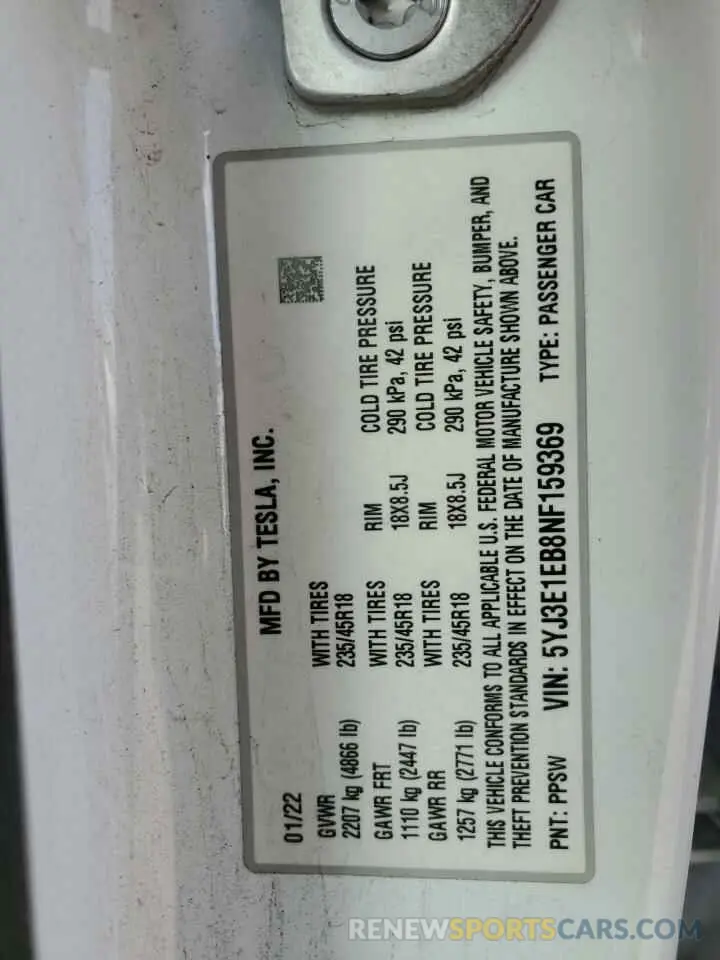 MFD BY TESLA, INC.
01/22
GVWR WITH TIRES
2207 kg (4866 lb) 235/45R18
GAWR FRT WITH TIRES RIM COLD TIRE PRESSURE
1110 kg (2447 lb) 235/45R18 18X8.5J 290 kPa, 42 psi
GAWR RR WITH TIRES RIM COLD TIRE PRESSURE
1257 kg (2771 lb) 235/45R18 18X8.5J 290 kPa, 42 psi
THIS VEHICLE CONFORMS TO ALL APPLICABLE U.S. FEDERAL MOTOR VEHICLE SAFETY, BUMPER, AND
THEFT PREVENTION STANDARDS IN EFFECT ON THE DATE OF MANUFACTURE SHOWN ABOVE.
PNT: PPSW VIN: 5YJ3E1EB8NF159369 TYPE: PASSENGER CAR
RENEWSPORTSCARS.COM